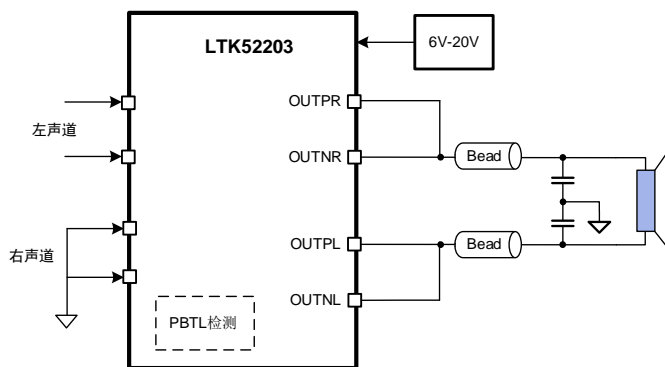 LTK52203
6V-20V
左声道
右声道
OUTPR
OUTNR
OUTPL
OUTNL
Bead
Bead
PBTL检测